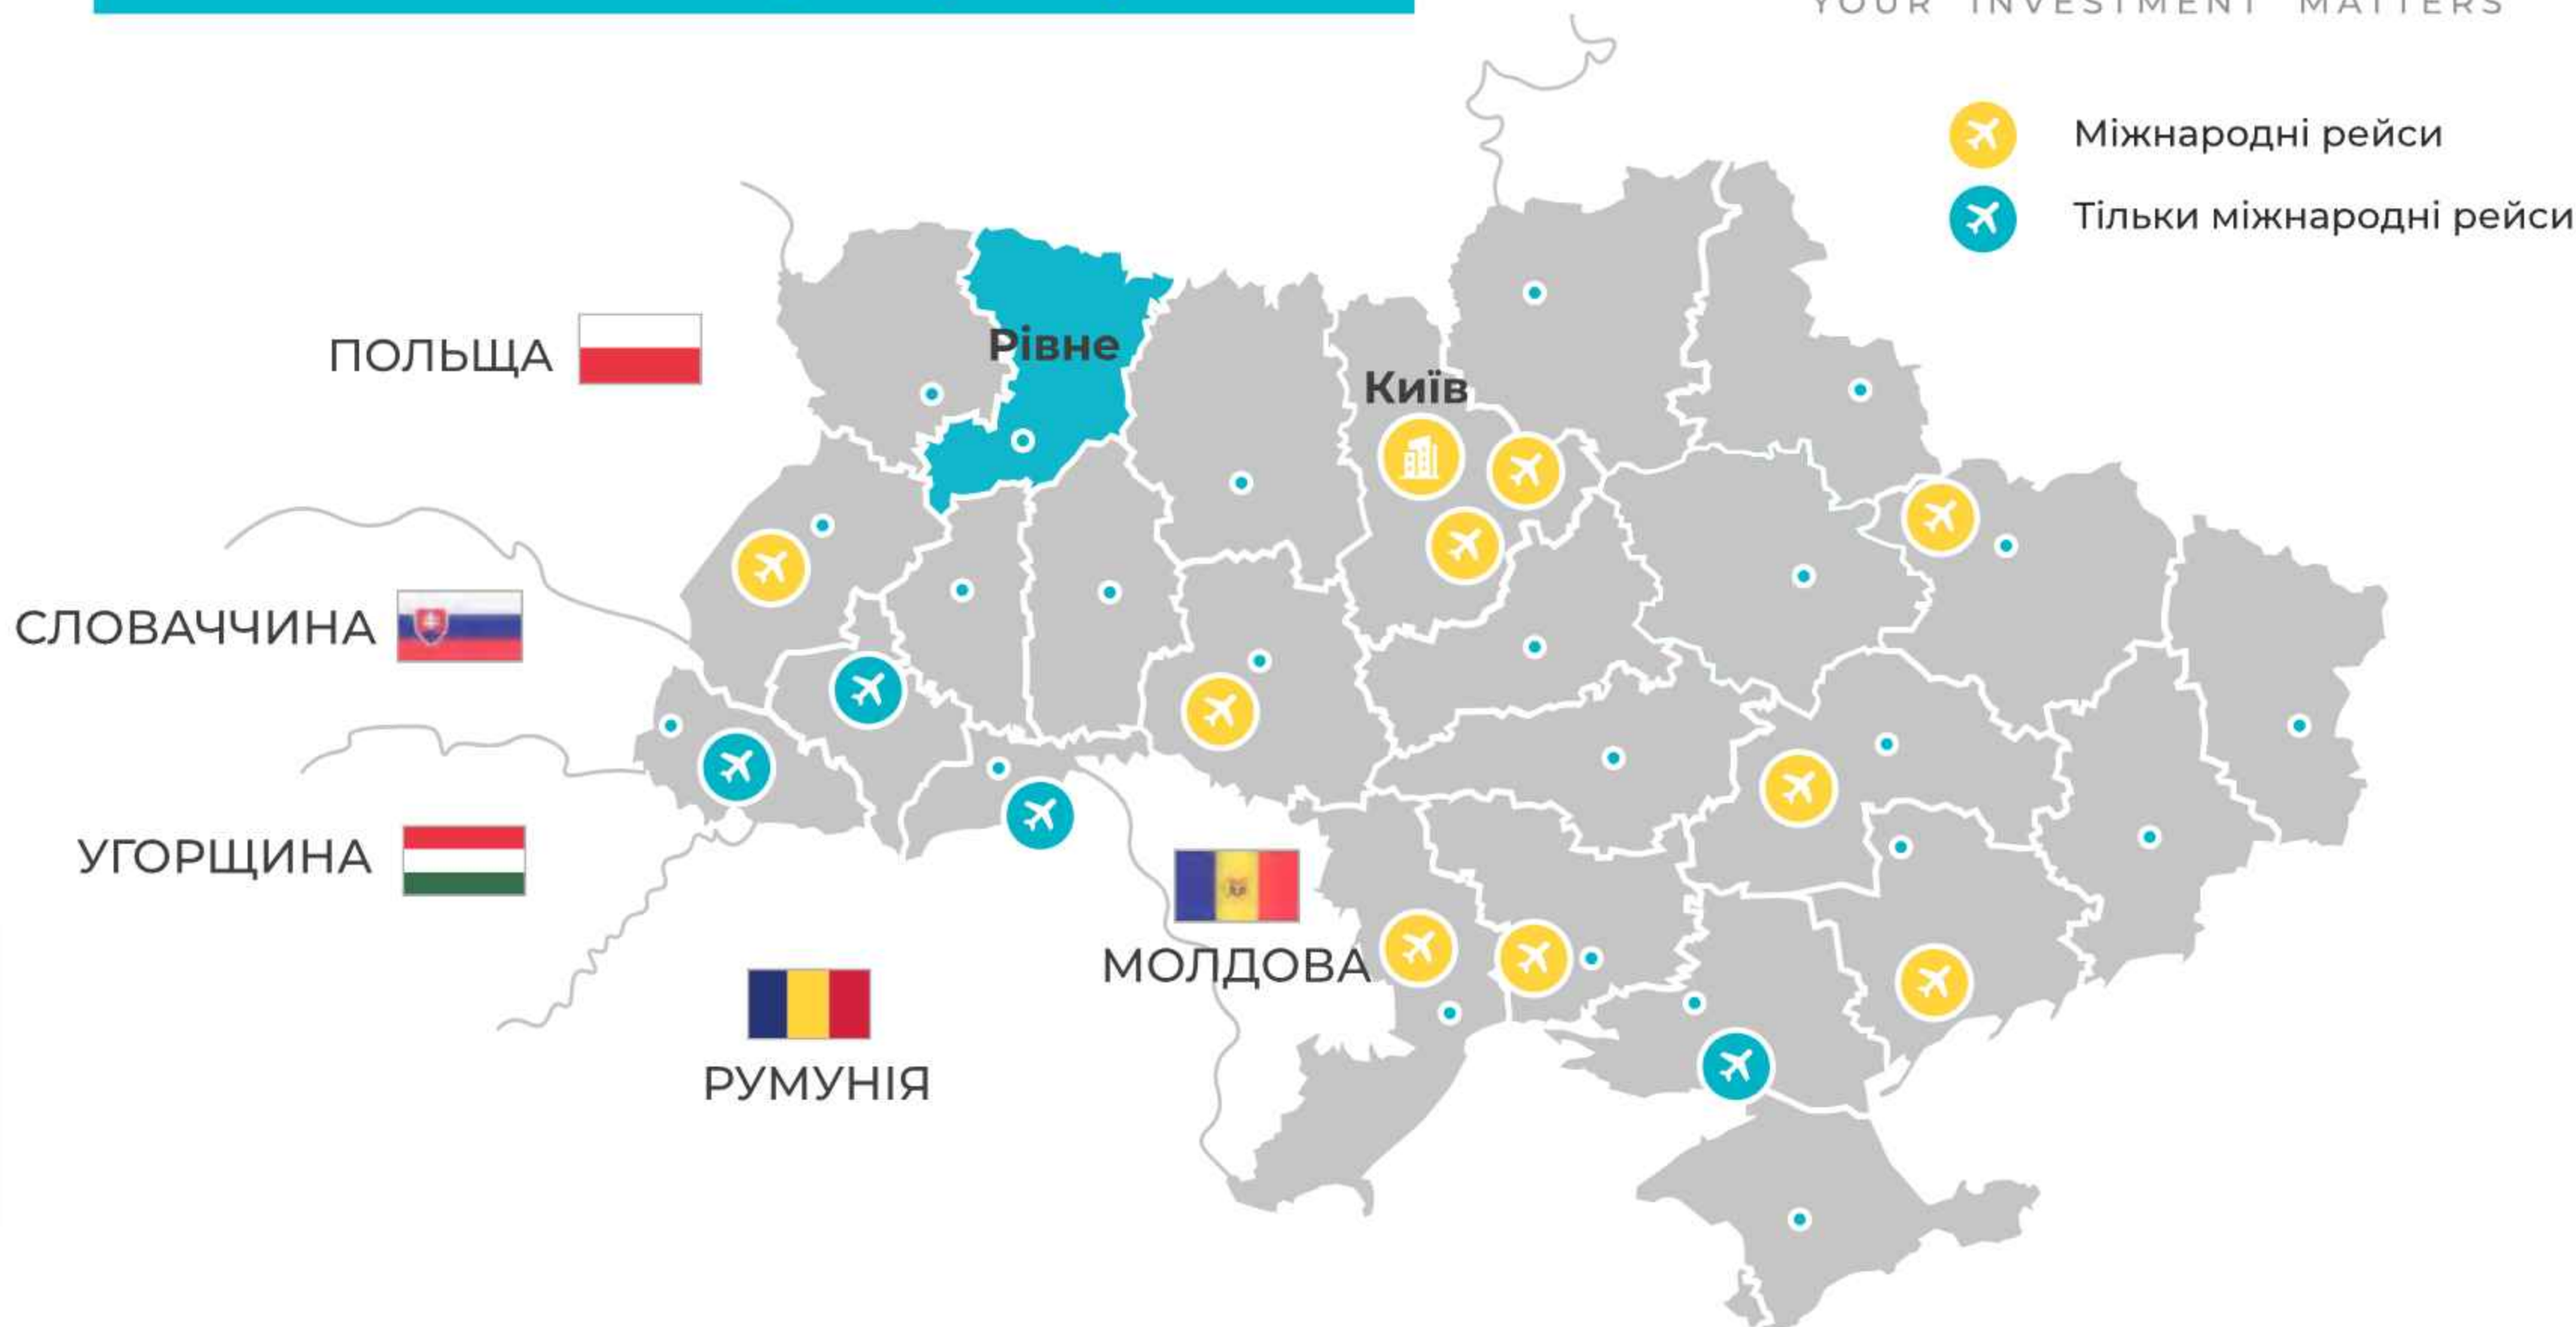 YOUR INVESTMENT MATTERS
Міжнародні рейси
Тільки міжнародні рейси
ПОЛЬЩА
Рівне
Київ
СЛОВАЧЧИНА
УГОРЩИНА
МОЛДОВА
РУМУНІЯ